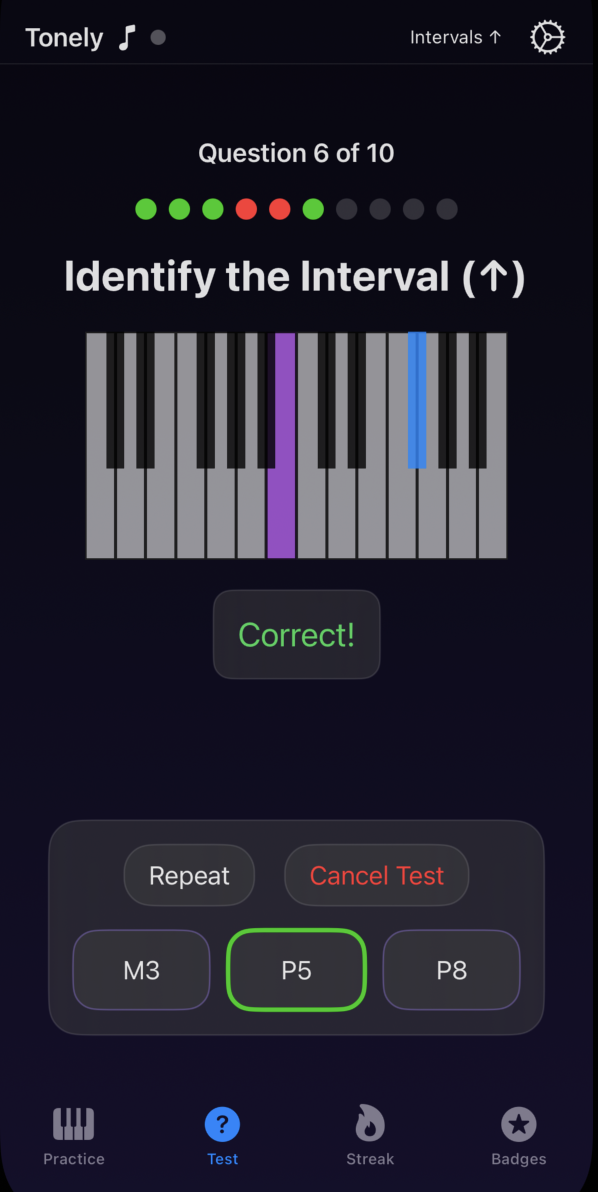 Tonely
Intervals ↑
Question 6 of 10
Identify the Interval (↑)
Correct!
Repeat
Cancel Test
M3
P5
P8
?
Practice
Test
Streak
Badges